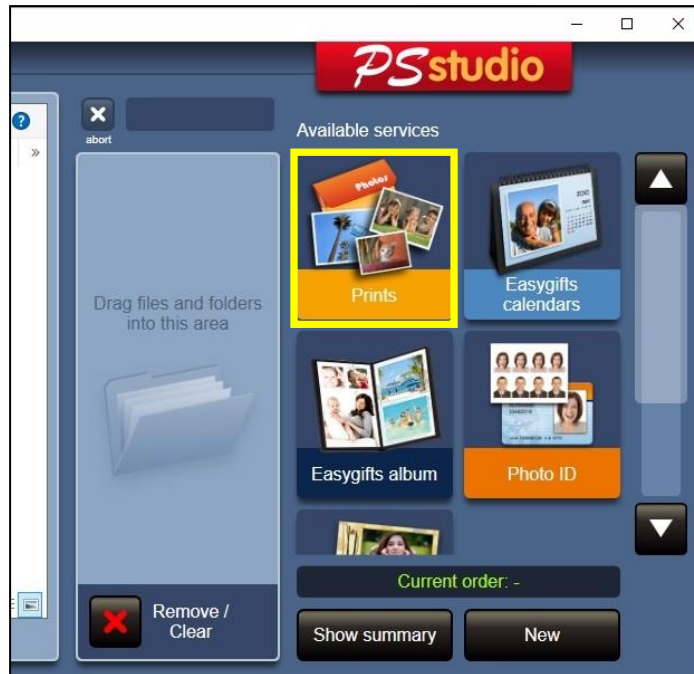 PSstudio
abort
Available services
Photos
Prints
Easygifts
calendars
Drag files and folders
into this area
Easygifts album
Photo ID
Current order: -
Remove /
Clear
Show summary
New